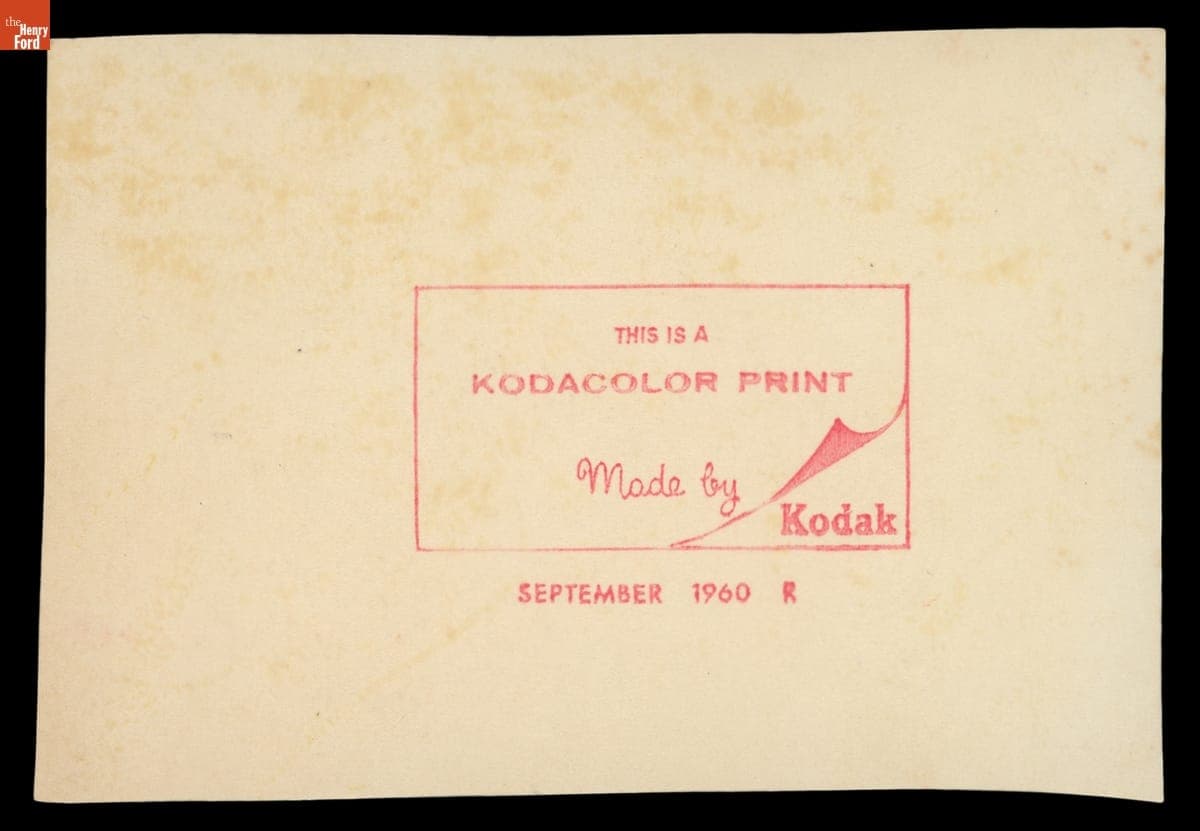 the
Henry
Ford
THIS IS A
KODACOLOR PRINT
Made by
Kodak
SEPTEMBER 1960 R